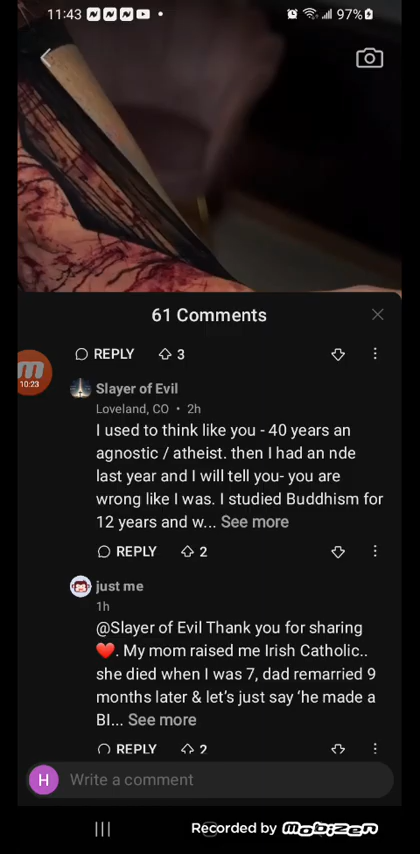 11:43 97%
61 Comments
REPLY 3
m
10:23
Slayer of Evil
Loveland, CO • 2h
I used to think like you - 40 years an
agnostic / atheist. then I had an nde
last year and I will tell you- you are
wrong like I was. I studied Buddhism for
12 years and w... See more
REPLY 2
just me
1h
@Slayer of Evil Thank you for sharing
❤️. My mom raised me Irish Catholic..
she died when I was 7, dad remarried 9
months later & let's just say ‘he made a
BI... See more
REPLY 2
H Write a comment
Recorded by mobizen